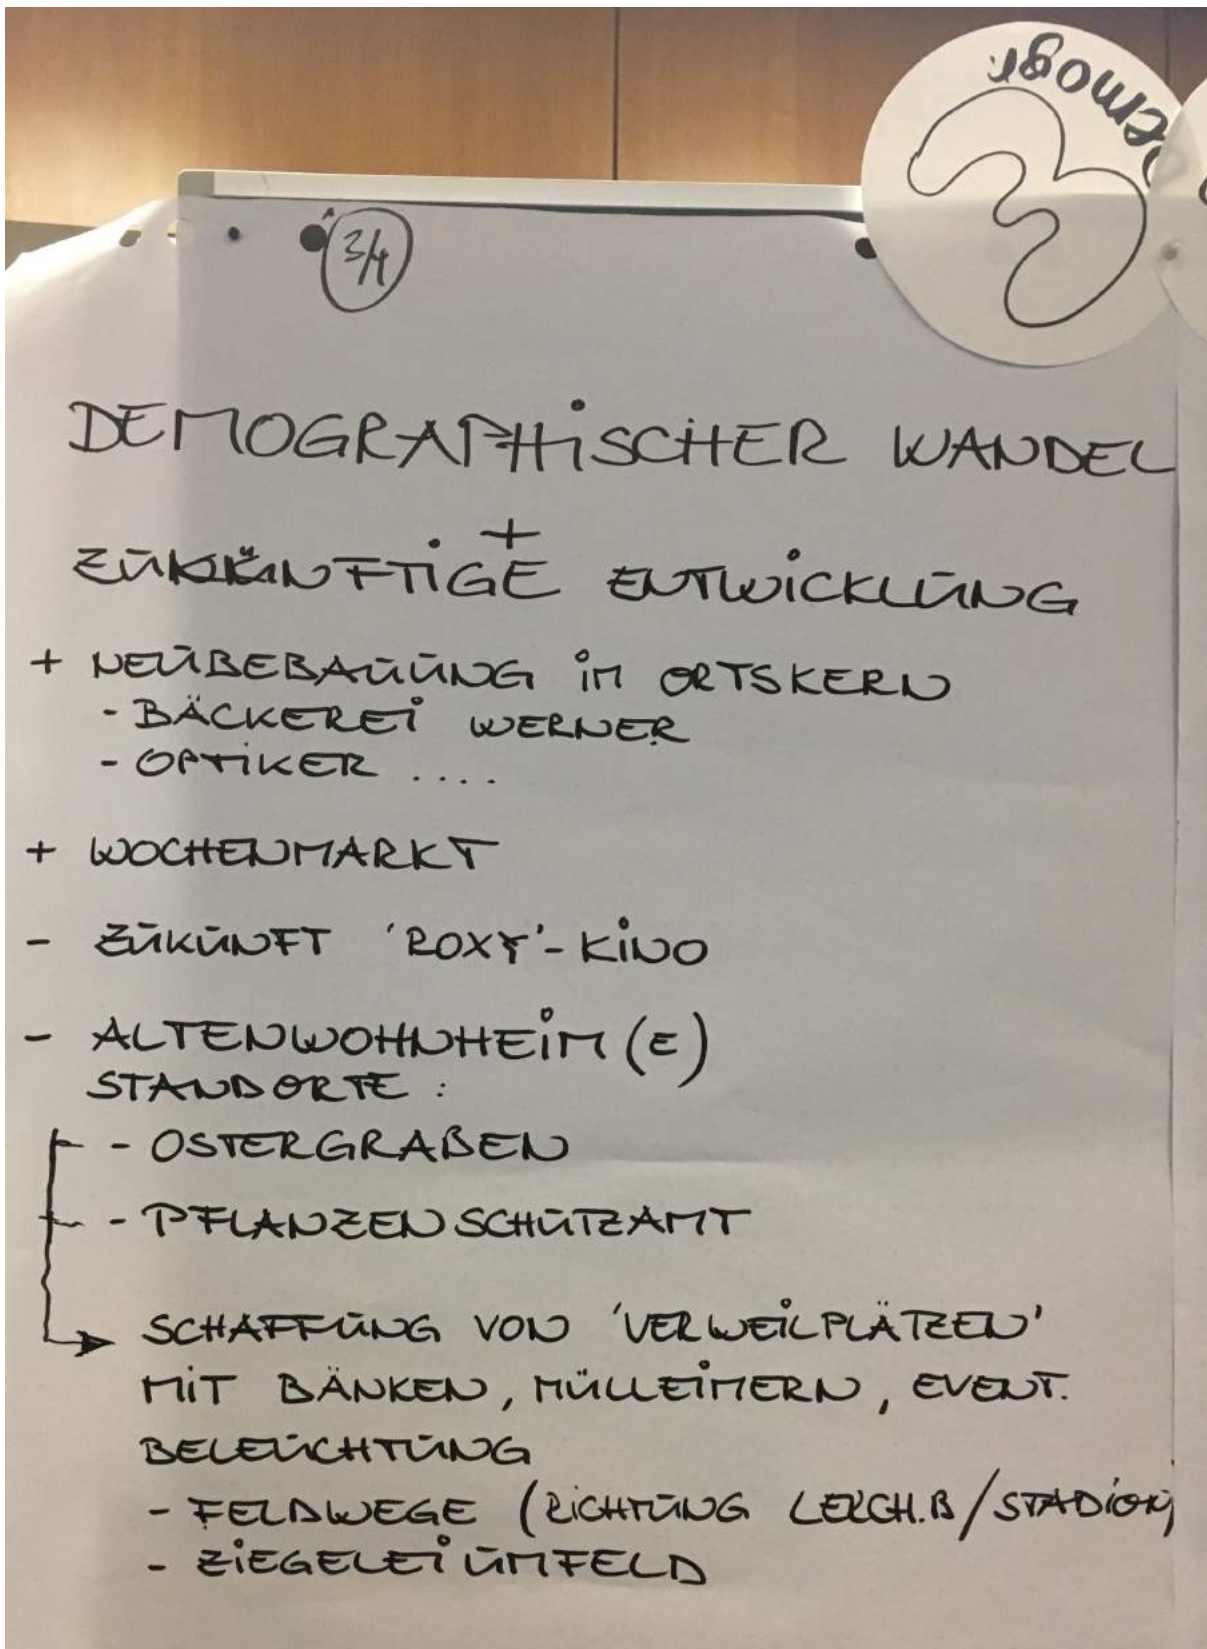 Demogr.
3
3/4
DEMOGRAPHISCHER WANDEL
+
ZUKÜNFTIGE ENTWICKLUNG
+ NEUBEBAUUNG IM ORTSKERN
- BÄCKEREI WERNER
- OPTIKER ....
+ WOCHENMARKT
- ZUKUNFT 'ROXY'-KINO
- ALTENWOHNHEIM (E)
STANDORTE :
- OSTERGRABEN
- PFLANZENSCHUTZAMT
SCHAFFUNG VON 'VERWEILPLÄTZEN'
MIT BÄNKEN, MÜLLEIMERN, EVENT.
BELEUCHTUNG
- FELDWEGE (RICHTUNG LERCH.B/STADION)
- ZIEGELEIUMFELD